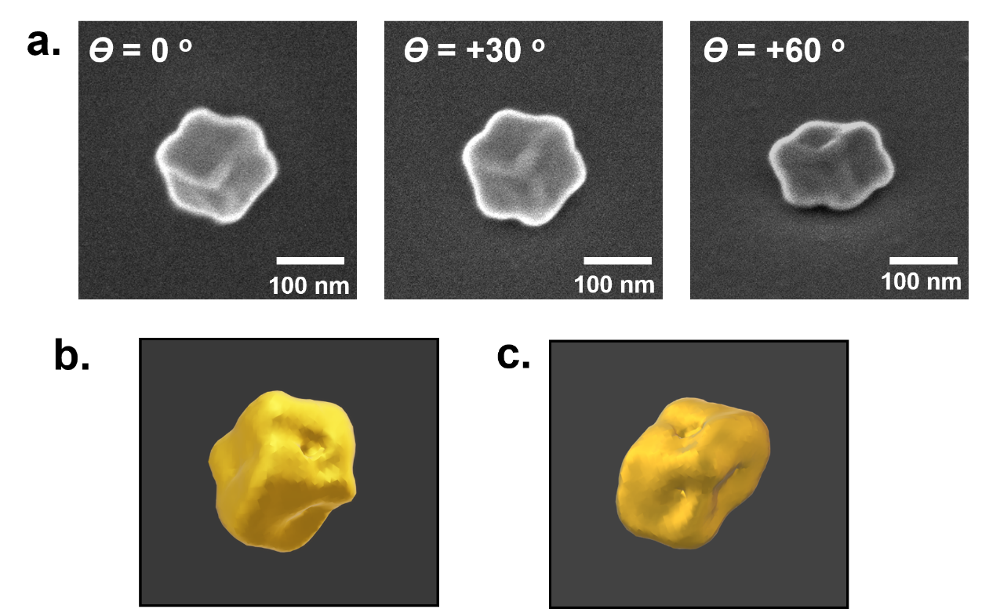 a.
ϴ = 0 º
ϴ = +30 º
ϴ = +60 º
100 nm
100 nm
100 nm
b.
c.